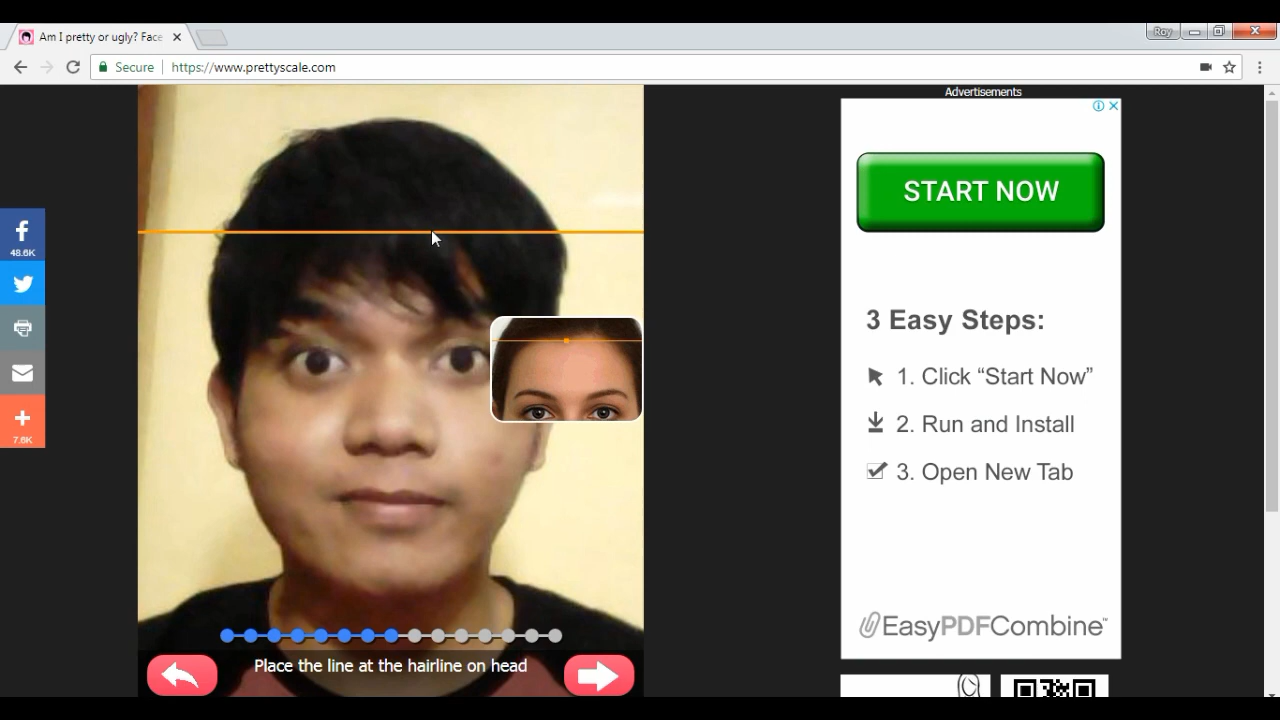 Am I pretty or ugly? Face
Roy
Secure
https://www.prettyscale.com
Advertisements
START NOW
48.6K
3 Easy Steps:
1. Click “Start Now”
2. Run and Install
3. Open New Tab
7.6K
EasyPDFCombine™
Place the line at the hairline on head